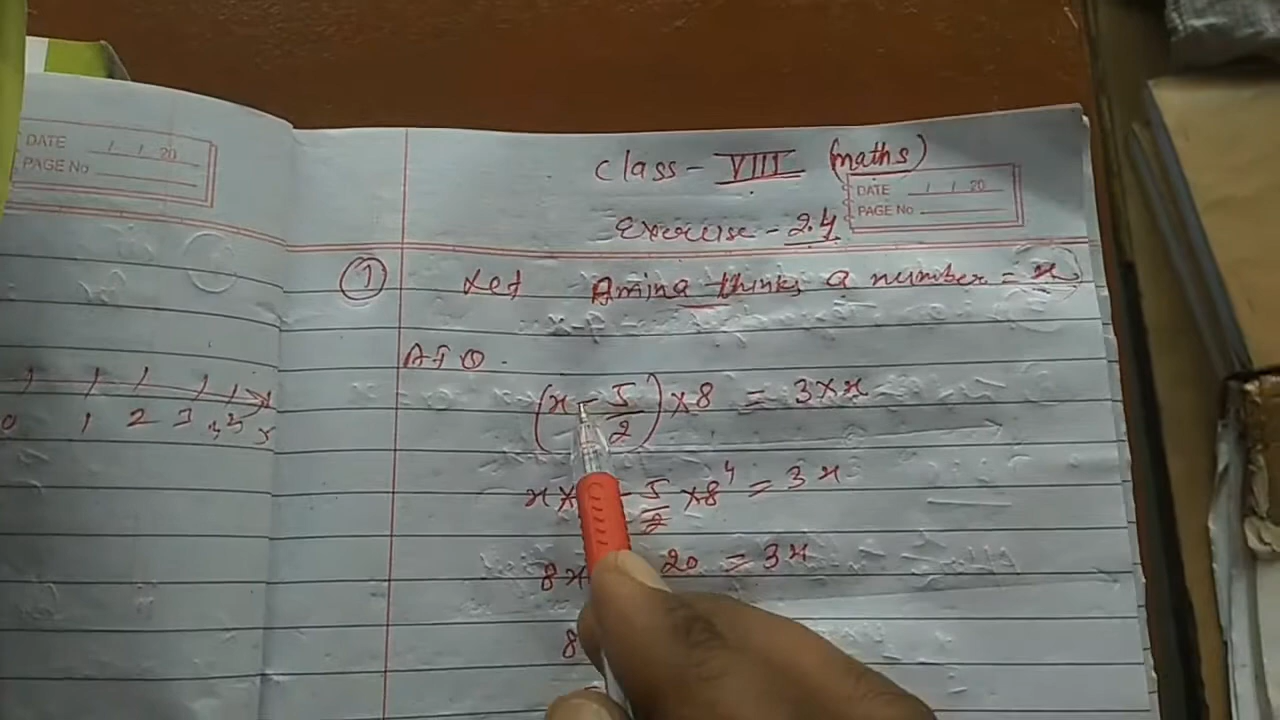 DATE / / 20
PAGE No
Class - VIII (maths)
DATE / / 20
PAGE No
Exercise - 2.4
① Let Amina thinks a number = x
ATQ.
(x - 5/2) × 8 = 3 × x
x × - 5/2 × 8 4 = 3x
8x 20 = 3x
8
0 1 2 3